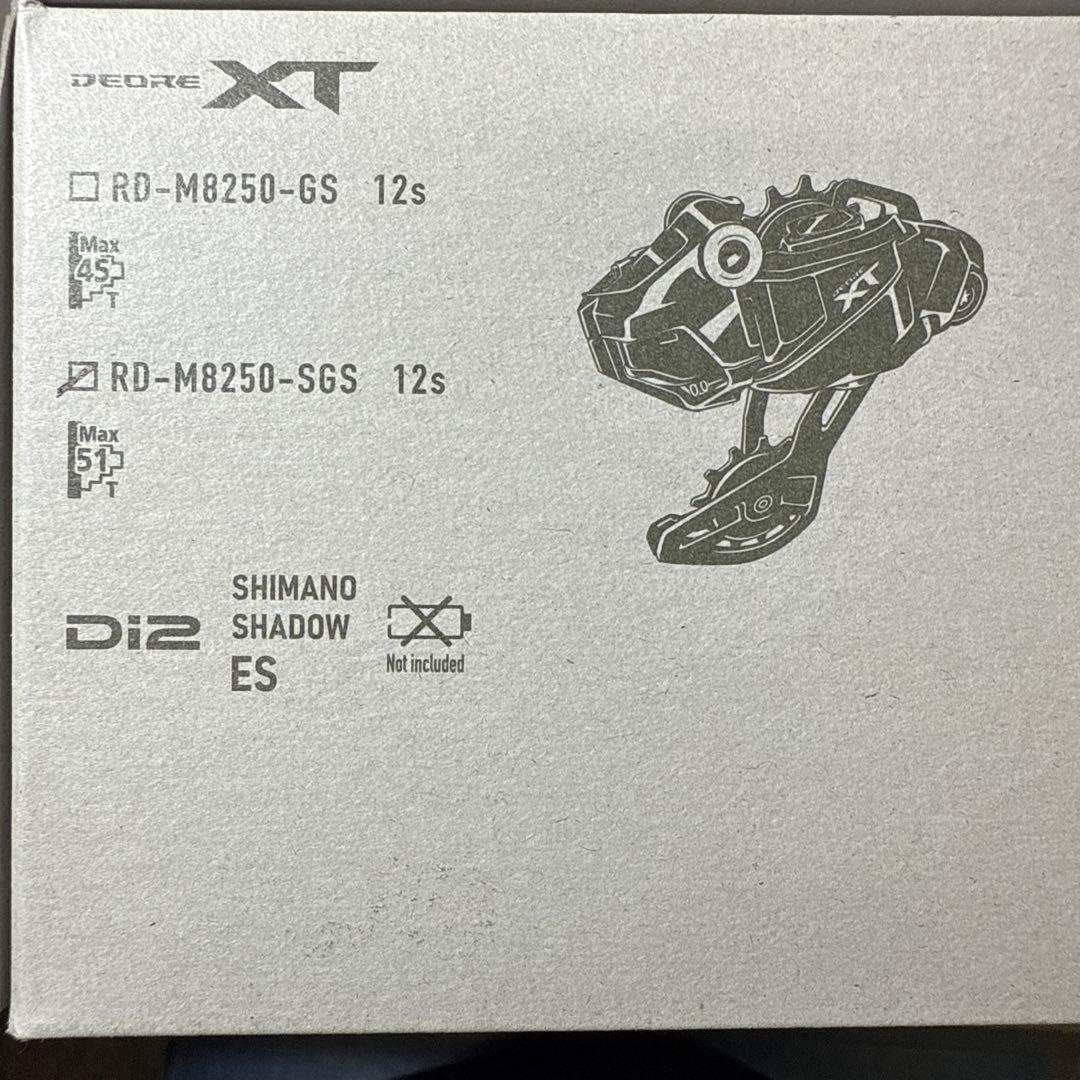 DEORE XT
RD-M8250-GS 12s
Max
45
T
RD-M8250-SGS 12s
Max
51
T
Di2
SHIMANO
SHADOW
ES
Not included
XT